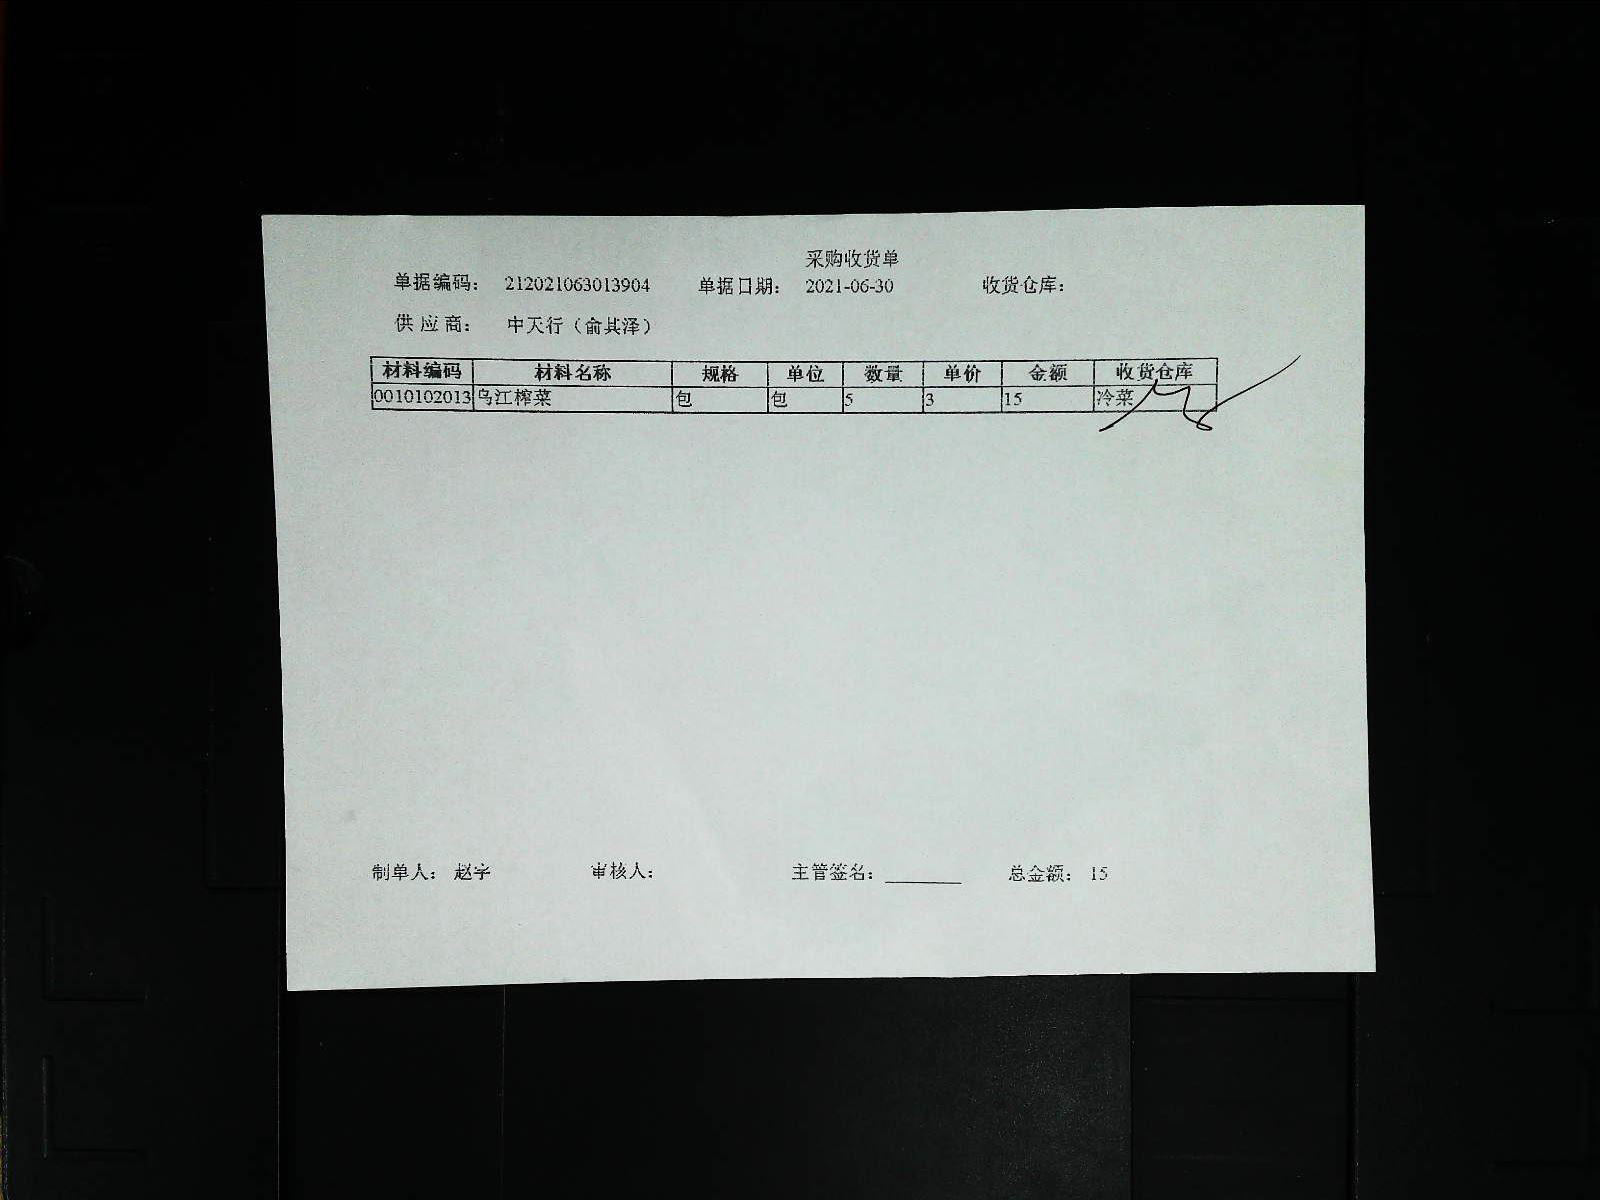 采购收货单
单据编码： 212021063013904 单据日期： 2021-06-30 收货仓库：
供应商： 中天行（俞其泽）
材料编码 材料名称 规格 单位 数量 单价 金额 收货仓库
0010102013 乌江榨菜 包 包 5 3 15 冷菜
制单人： 赵宇 审核人： 主管签名：________ 总金额： 15